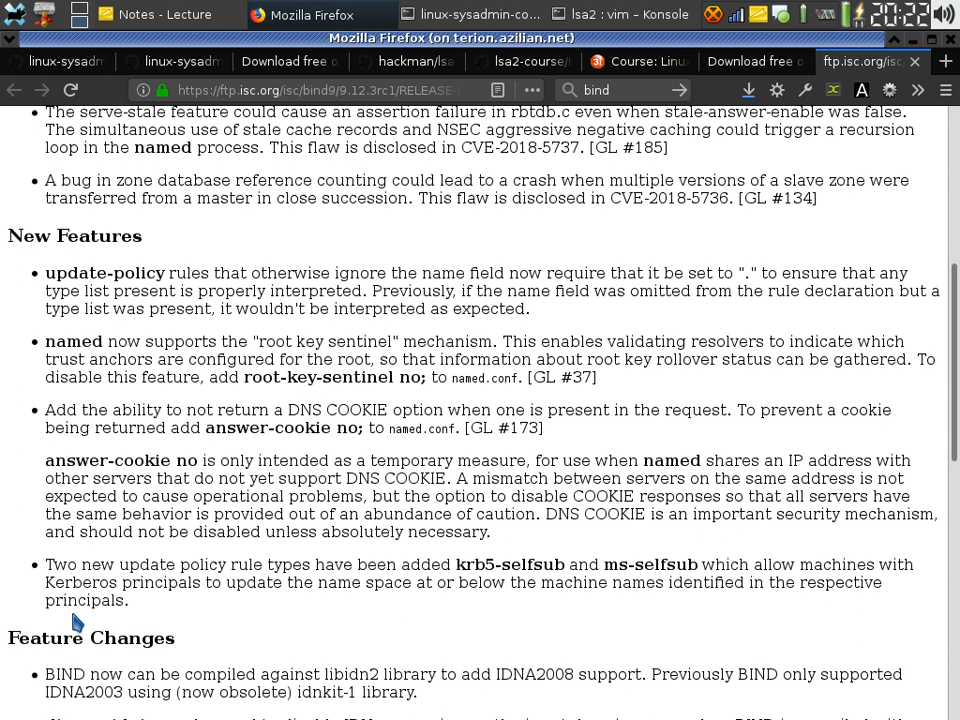 Notes - Lecture
Mozilla Firefox
linux-sysadmin-co...
lsa2 : vim – Konsole
20:22
Mozilla Firefox (on terion.azilian.net)
linux-sysadm
linux-sysadm
Download free o
hackman/lsa
lsa2-course/
Course: Linu
Download free o
ftp.isc.org/isc
https://ftp.isc.org/isc/bind9/9.12.3rc1/RELEASE-
bind
The serve-stale feature could cause an assertion failure in rbtdb.c even when stale-answer-enable was false.
The simultaneous use of stale cache records and NSEC aggressive negative caching could trigger a recursion
loop in the named process. This flaw is disclosed in CVE-2018-5737. [GL #185]
A bug in zone database reference counting could lead to a crash when multiple versions of a slave zone were
transferred from a master in close succession. This flaw is disclosed in CVE-2018-5736. [GL #134]
New Features
update-policy rules that otherwise ignore the name field now require that it be set to "." to ensure that any
type list present is properly interpreted. Previously, if the name field was omitted from the rule declaration but a
type list was present, it wouldn't be interpreted as expected.
named now supports the "root key sentinel" mechanism. This enables validating resolvers to indicate which
trust anchors are configured for the root, so that information about root key rollover status can be gathered. To
disable this feature, add root-key-sentinel no; to named.conf. [GL #37]
Add the ability to not return a DNS COOKIE option when one is present in the request. To prevent a cookie
being returned add answer-cookie no; to named.conf. [GL #173]
answer-cookie no is only intended as a temporary measure, for use when named shares an IP address with
other servers that do not yet support DNS COOKIE. A mismatch between servers on the same address is not
expected to cause operational problems, but the option to disable COOKIE responses so that all servers have
the same behavior is provided out of an abundance of caution. DNS COOKIE is an important security mechanism,
and should not be disabled unless absolutely necessary.
Two new update policy rule types have been added krb5-selfsub and ms-selfsub which allow machines with
Kerberos principals to update the name space at or below the machine names identified in the respective
principals.
Feature Changes
BIND now can be compiled against libidn2 library to add IDNA2008 support. Previously BIND only supported
IDNA2003 using (now obsolete) idnkit-1 library.